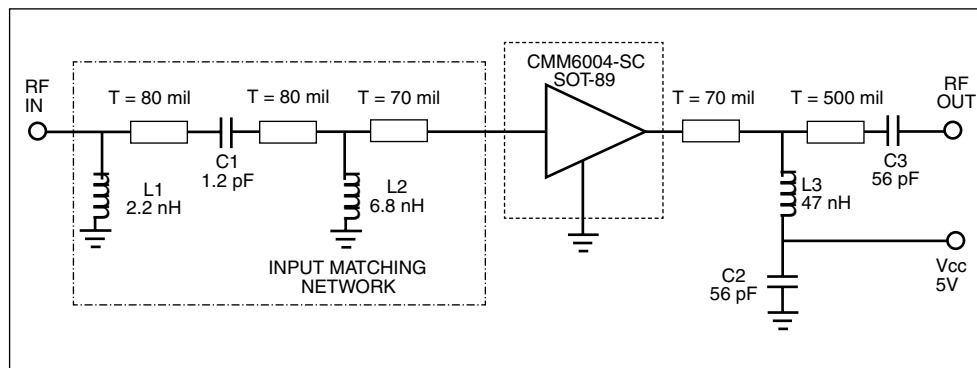 CMM6004-SC
SOT-89
RF
IN
T = 80 mil
T = 80 mil
T = 70 mil
T = 70 mil
T = 500 mil
RF
OUT
C1
1.2 pF
C3
56 pF
L1
2.2 nH
L2
6.8 nH
L3
47 nH
INPUT MATCHING
NETWORK
C2
56 pF
Vcc
5V